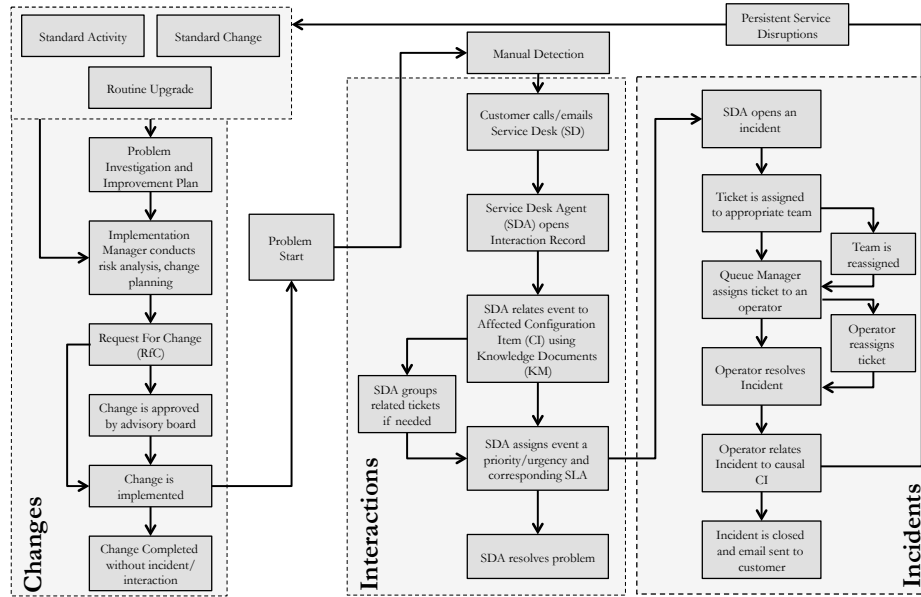 Standard Activity
Standard Change
Routine Upgrade
Problem
Investigation and
Improvement Plan
Implementation
Manager conducts
risk analysis, change
planning
Request For Change
(RfC)
Change is approved
by advisory board
Change is
implemented
Change Completed
without incident/
interaction
Changes
Problem
Start
Manual Detection
Customer calls/emails
Service Desk (SD)
Service Desk Agent
(SDA) opens
Interaction Record
SDA relates event to
Affected Configuration
Item (CI) using
Knowledge Documents
(KM)
SDA groups
related tickets
if needed
SDA assigns event a
priority/urgency and
corresponding SLA
SDA resolves problem
Interactions
Persistent Service
Disruptions
SDA opens an
incident
Ticket is assigned
to appropriate team
Team is
reassigned
Queue Manager
assigns ticket to an
operator
Operator
reassigns
ticket
Operator resolves
Incident
Operator relates
Incident to causal
CI
Incident is closed
and email sent to
customer
Incidents